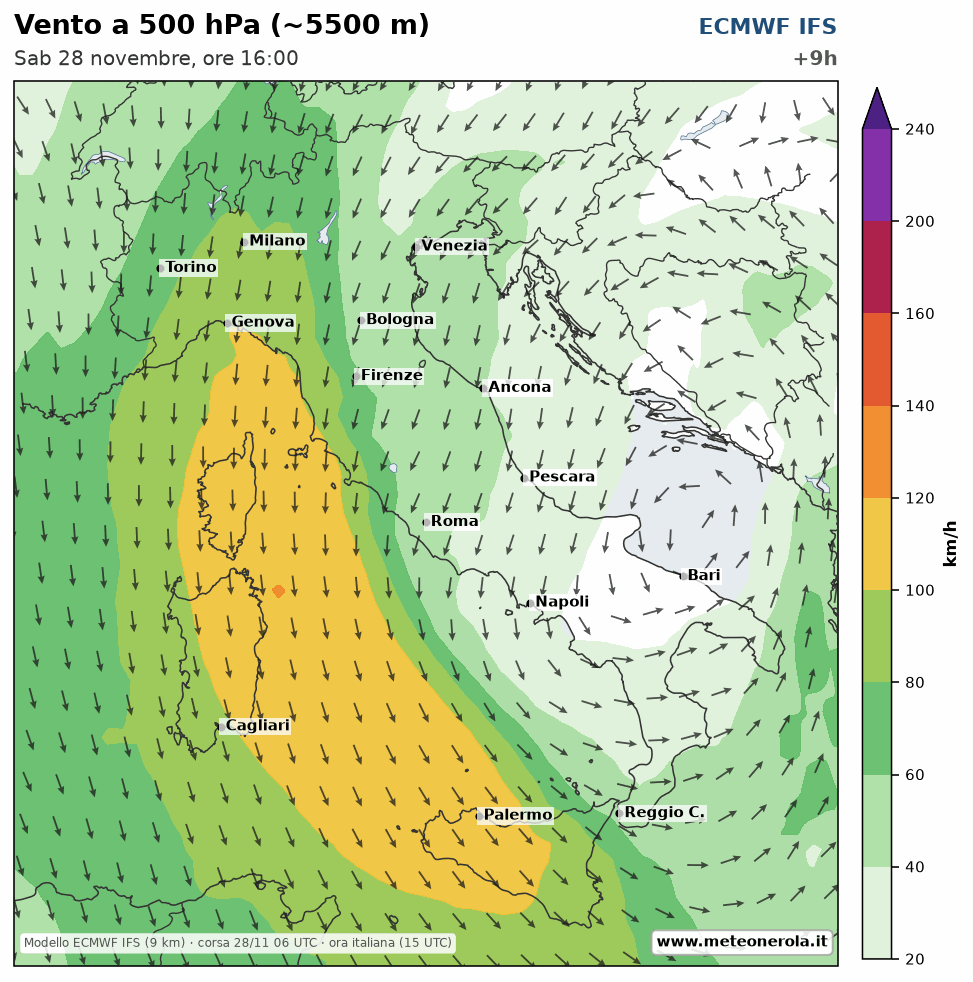 Vento a 500 hPa (~5500 m)
ECMWF IFS
Sab 28 novembre, ore 16:00
+9h
Milano
Venezia
Torino
Genova
Bologna
Firenze
Ancona
Pescara
Roma
Bari
Napoli
Cagliari
Palermo
Reggio C.
240
220
200
160
140
120
100
80
60
40
20
km/h
Modello ECMWF IFS (9 km) · corsa 28/11 06 UTC · ora italiana (15 UTC)
www.meteonerola.it